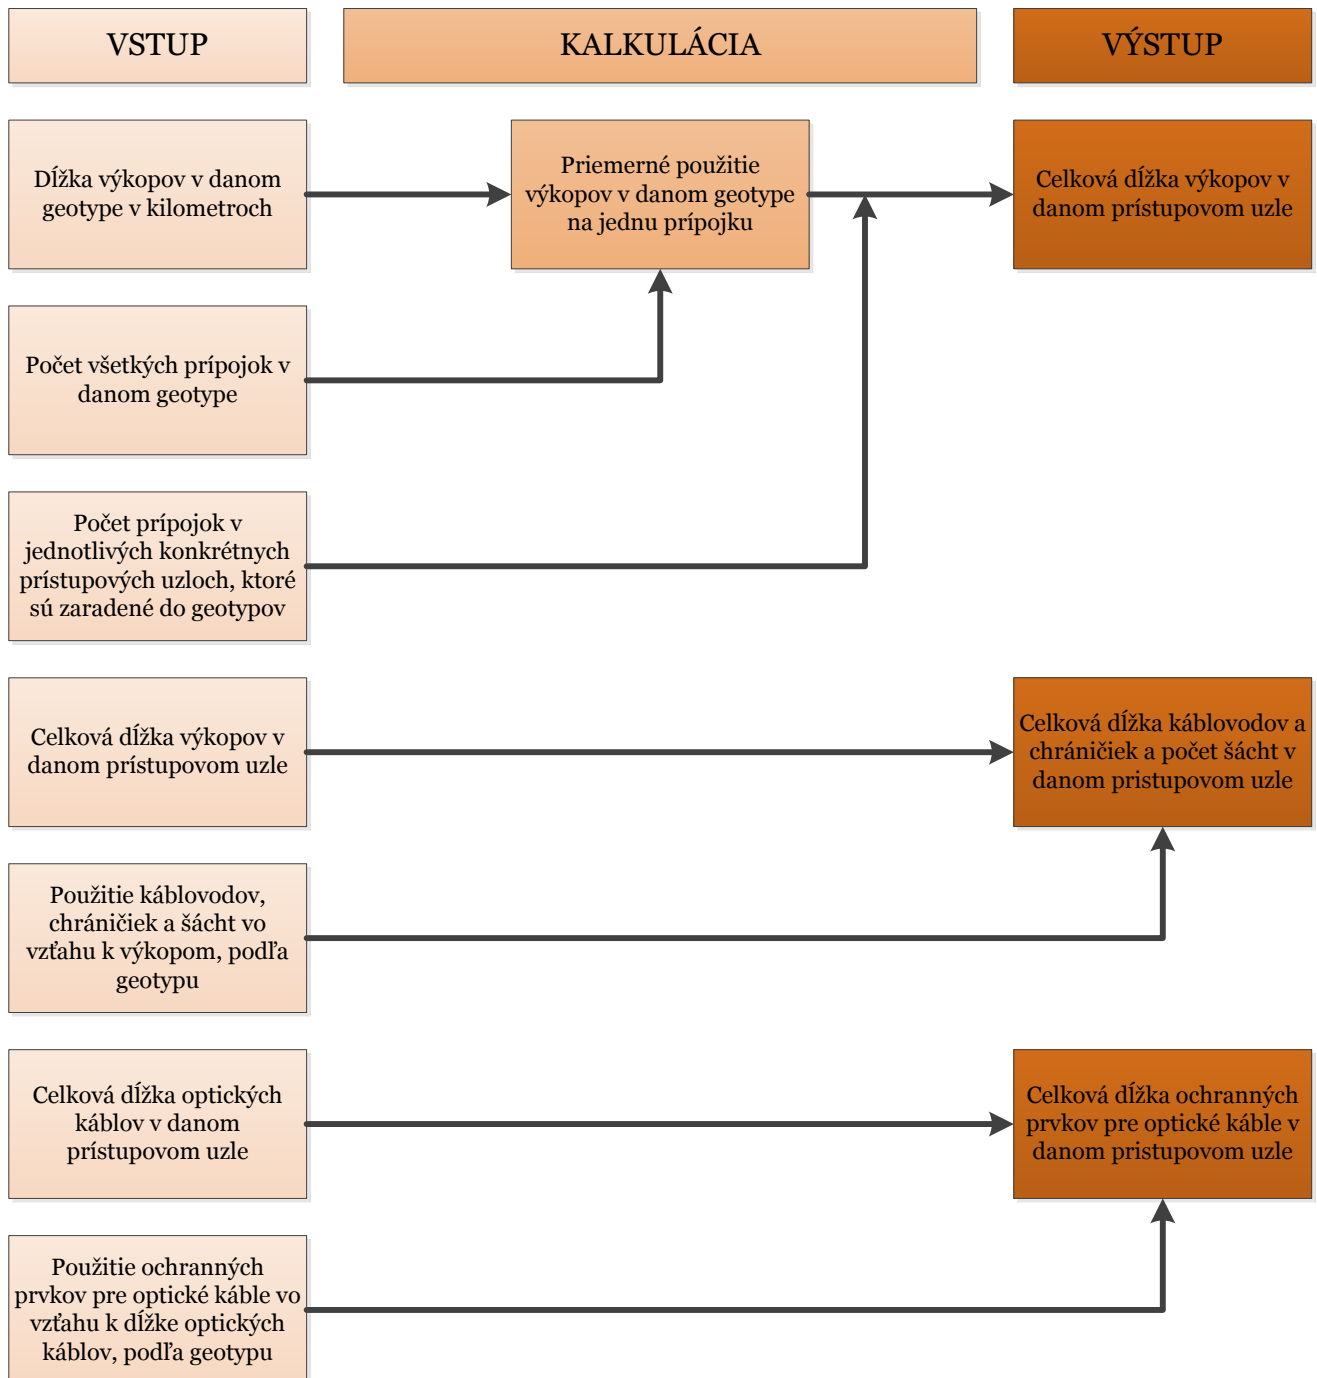 VSTUP
KALKULÁCIA
VÝSTUP
Dĺžka výkopov v danom
geotype v kilometroch
Priemerné použitie
výkopov v danom geotype
na jednu prípojku
Celková dĺžka výkopov v
danom prístupovom uzle
Počet všetkých prípojok v
danom geotype
Počet prípojok v
jednotlivých konkrétnych
prístupových uzloch, ktoré
sú zaradené do geotypov
Celková dĺžka výkopov v
danom prístupovom uzle
Celková dĺžka káblovodov a
chráničiek a počet šácht v
danom pristupovom uzle
Použitie káblovodov,
chráničiek a šácht vo
vzťahu k výkopom, podľa
geotypu
Celková dĺžka optických
káblov v danom
prístupovom uzle
Celková dĺžka ochranných
prvkov pre optické káble v
danom pristupovom uzle
Použitie ochranných
prvkov pre optické káble vo
vzťahu k dĺžke optických
káblov, podľa geotypu